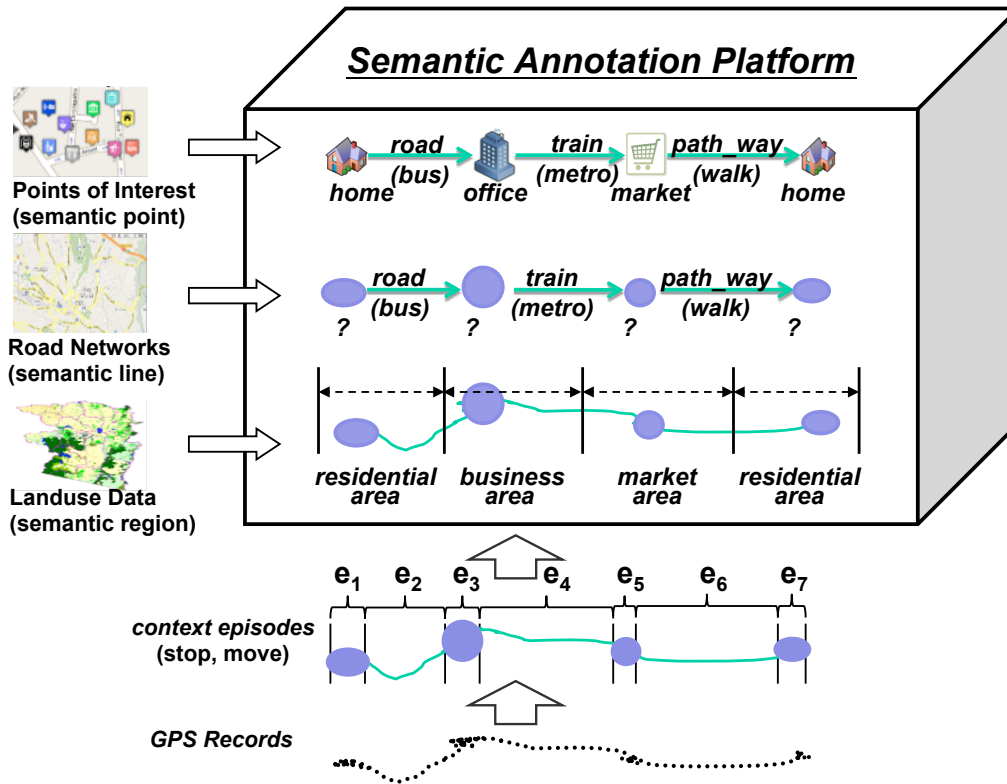 Semantic Annotation Platform
Points of Interest
(semantic point)
road
(bus)
train
(metro)
path_way
(walk)
home
office
market
home
Road Networks
(semantic line)
road
(bus)
train
(metro)
path_way
(walk)
?
?
?
?
Landuse Data
(semantic region)
residential
area
business
area
market
area
residential
area
e1
e2
e3
e4
e5
e6
e7
context episodes
(stop, move)
GPS Records